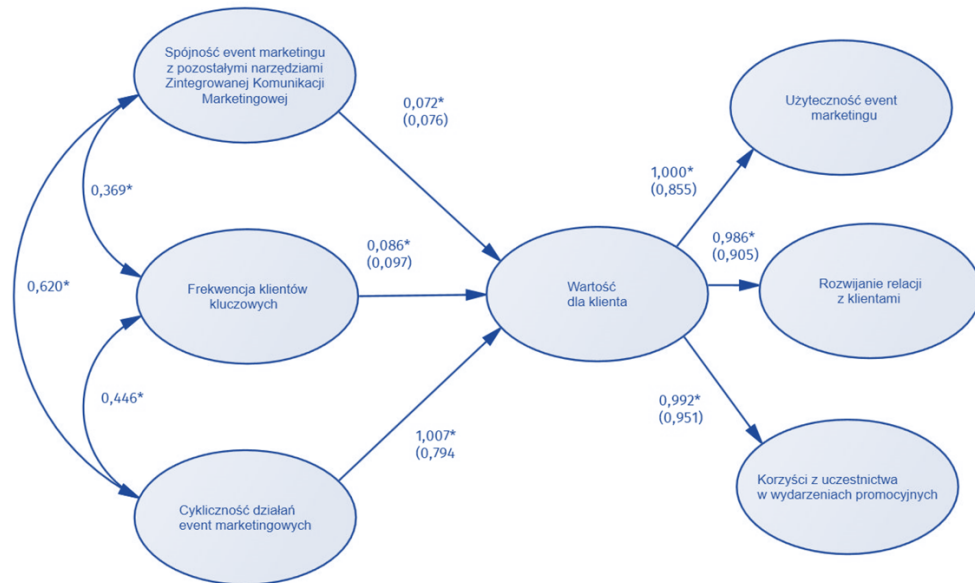 Spójność event marketingu
z pozostałymi narzędziami
Zintegrowanej Komunikacji
Marketingowej
0,072*
(0,076)
Użyteczność event
marketingu
0,369*
1,000*
(0,855)
0,620*
Frekwencja klientów
kluczowych
0,086*
(0,097)
Wartość
dla klienta
0,986*
(0,905)
Rozwijanie relacji
z klientami
0,446*
1,007*
(0,794
0,992*
(0,951)
Cykliczność działań
event marketingowych
Korzyści z uczestnictwa
w wydarzeniach promocyjnych